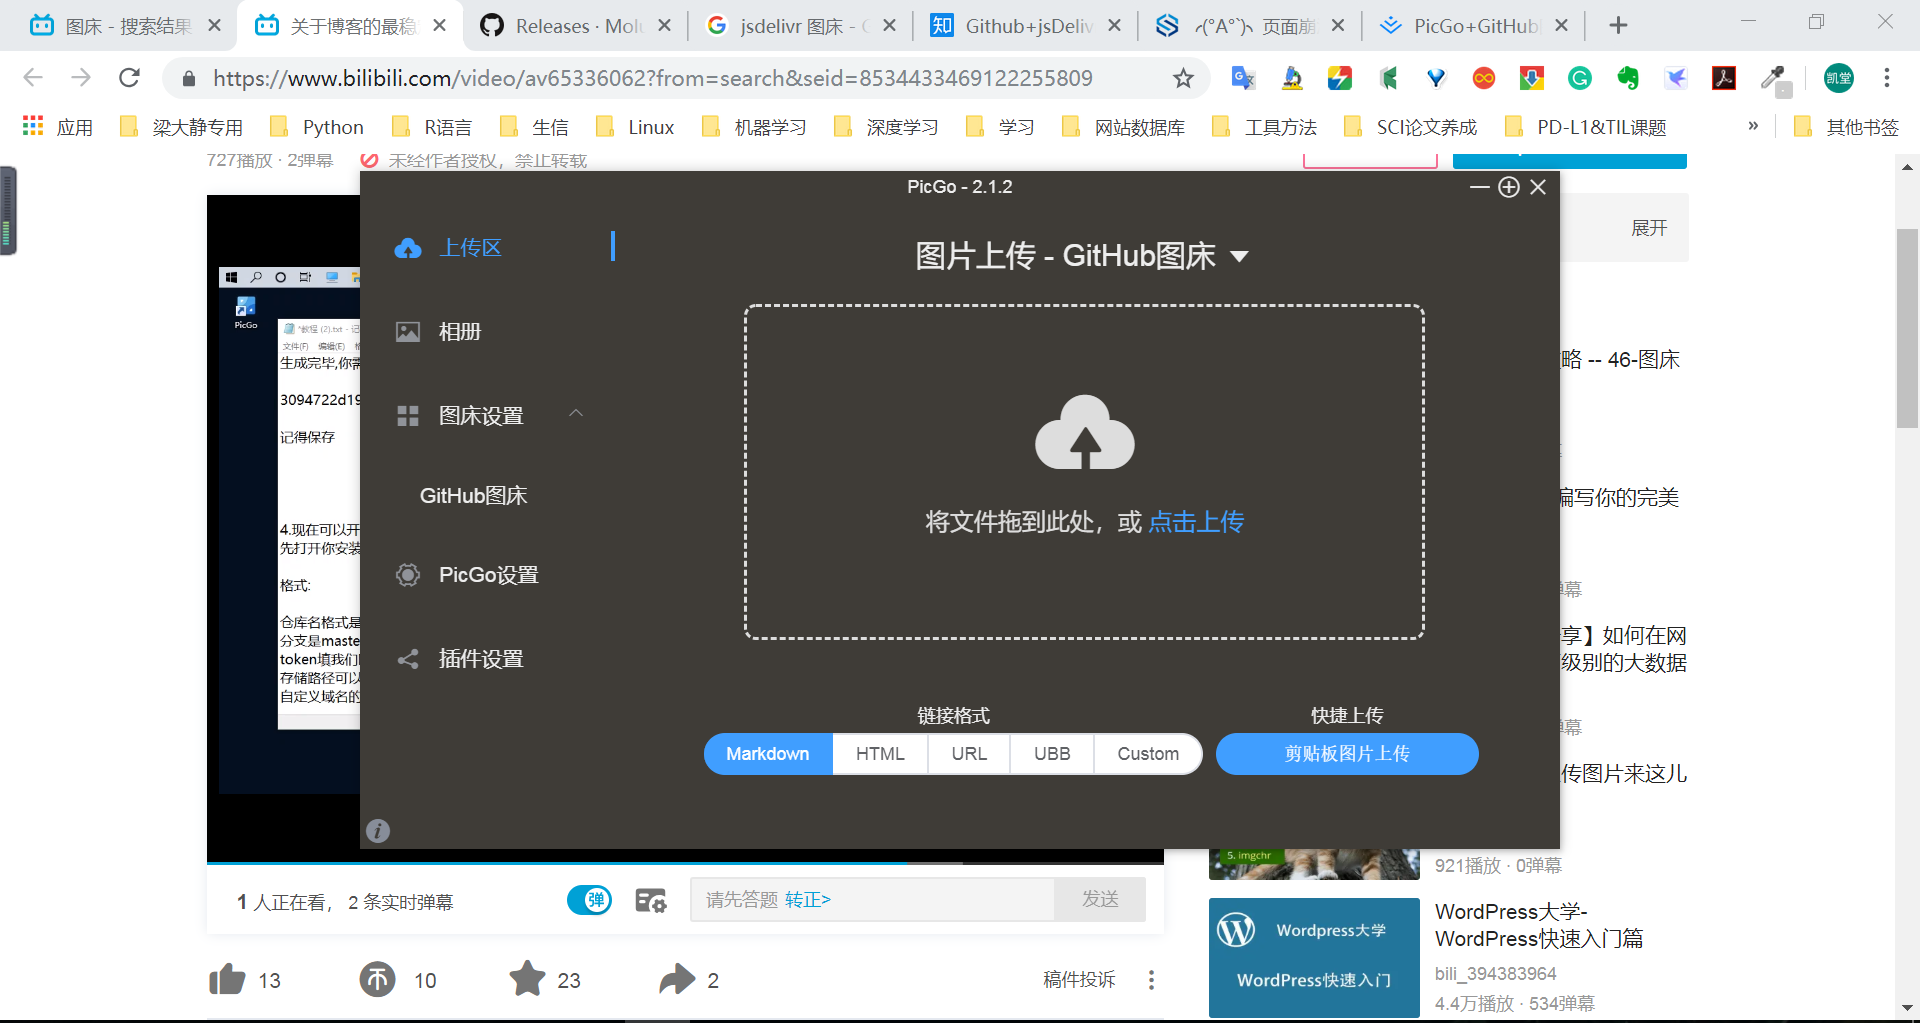 图床 - 搜索结果
关于博客的最稳
Releases · Molu
jsdelivr 图床 - G
Github+jsDeliv
╭(°A°`)╮ 页面崩
PicGo+GitHub
https://www.bilibili.com/video/av65336062?from=search&seid=8534433469122255809
凯堂
应用
梁大静专用
Python
R语言
生信
Linux
机器学习
深度学习
学习
网站数据库
工具方法
SCI论文养成
PD-L1&TIL课题
»
其他书签
727播放 · 2弹幕
未经作者授权，禁止转载
展开
PicGo - 2.1.2
上传区
相册
图床设置
GitHub图床
PicGo设置
插件设置
图片上传 - GitHub图床
将文件拖到此处，或 点击上传
链接格式
快捷上传
Markdown
HTML
URL
UBB
Custom
剪贴板图片上传
PicGo
*教程 (2).txt - 记
文件(F) 编辑(E) 格
生成完毕,你需
3094722d19
记得保存
4.现在可以开
先打开你安装
格式:
仓库名格式是
分支是maste
token填我们
存储路径可以
自定义域名的
略 -- 46-图床
编写你的完美
弹幕
享】如何在网
级别的大数据
弹幕
传图片来这儿
5. imgchr
921播放 · 0弹幕
Wordpress大学
WordPress快速入门
WordPress大学-
WordPress快速入门篇
bili_394383964
4.4万播放 · 534弹幕
1 人正在看， 2 条实时弹幕
弹
请先答题 转正>
发送
13
10
23
2
稿件投诉